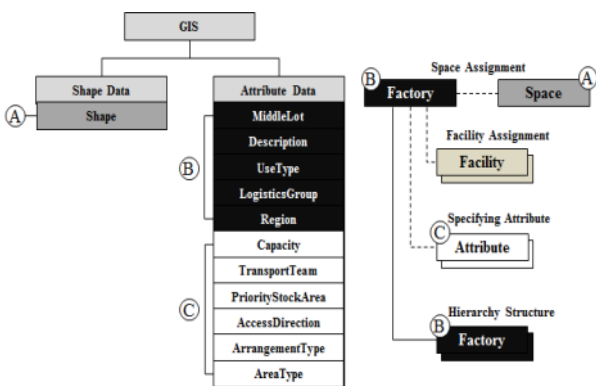 GIS
Shape Data
A
Shape
Attribute Data
MiddleLot
Description
UseType
LogisticsGroup
Region
B
Capacity
TransportTeam
PriorityStockArea
AccessDirection
ArrangementType
AreaType
C
Space Assignment
B
Factory
A
Space
Facility Assignment
Facility
Specifying Attribute
C
Attribute
Hierarchy Structure
B
Factory